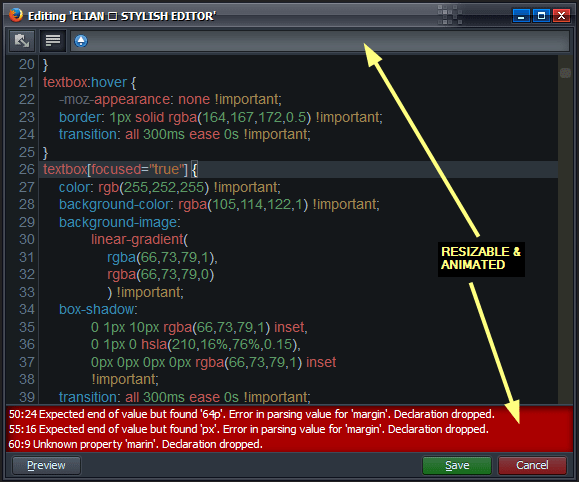 Editing 'ELIAN □ STYLISH EDITOR'
20 }
21 textbox:hover {
22 -moz-appearance: none !important;
23 border: 1px solid rgba(164,167,172,0.5) !important;
24 transition: all 300ms ease 0s !important;
25 }
26 textbox[focused="true"] {
27 color: rgb(255,252,255) !important;
28 background-color: rgba(105,114,122,1) !important;
29 background-image:
30 linear-gradient(
31 rgba(66,73,79,1),
32 rgba(66,73,79,0)
33 ) !important;
34 box-shadow:
35 0 1px 10px rgba(66,73,79,1) inset,
36 0 1px 0 hsla(210,16%,76%,0.15),
37 0px 0px 0px 0px rgba(66,73,79,1) inset
38 !important;
39 transition: all 300ms ease 0s !important;
RESIZABLE &
ANIMATED
50:24 Expected end of value but found '64p'. Error in parsing value for 'margin'. Declaration dropped.
55:16 Expected end of value but found 'px'. Error in parsing value for 'margin'. Declaration dropped.
60:9 Unknown property 'marin'. Declaration dropped.
Preview Save Cancel